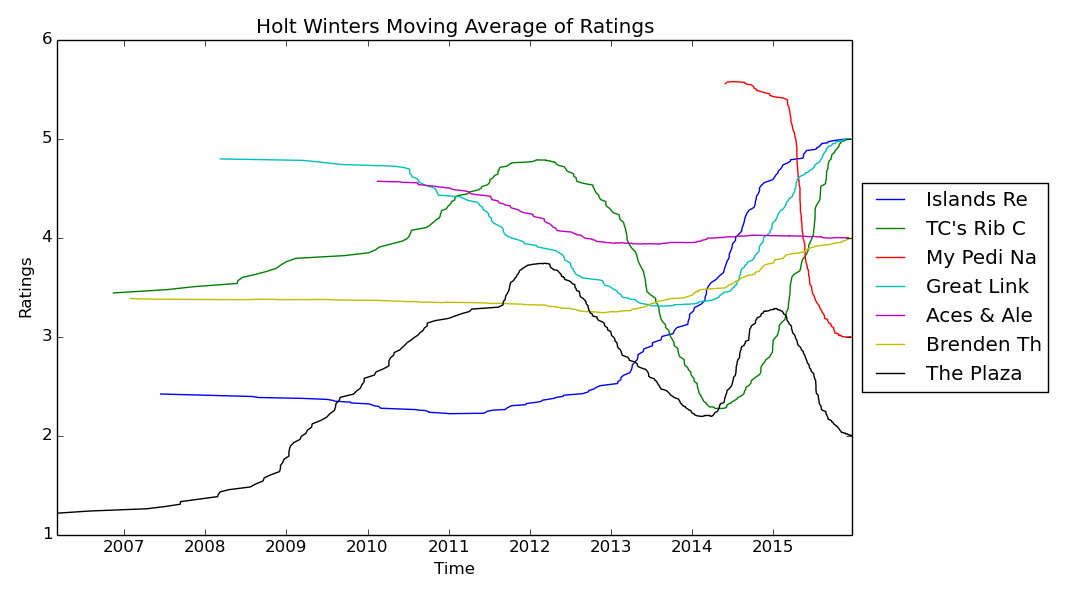 Holt Winters Moving Average of Ratings
6
5
4
3
2
1
Ratings
2007 2008 2009 2010 2011 2012 2013 2014 2015
Time
Islands Re
TC's Rib C
My Pedi Na
Great Link
Aces & Ale
Brenden Th
The Plaza